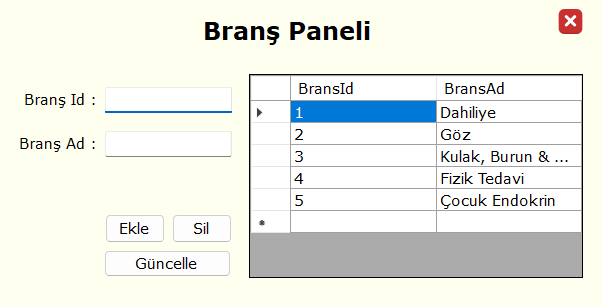 Branş Paneli
Branş Id :
Branş Ad :
Ekle Sil
Güncelle
BransId BransAd
1 Dahiliye
2 Göz
3 Kulak, Burun & ...
4 Fizik Tedavi
5 Çocuk Endokrin